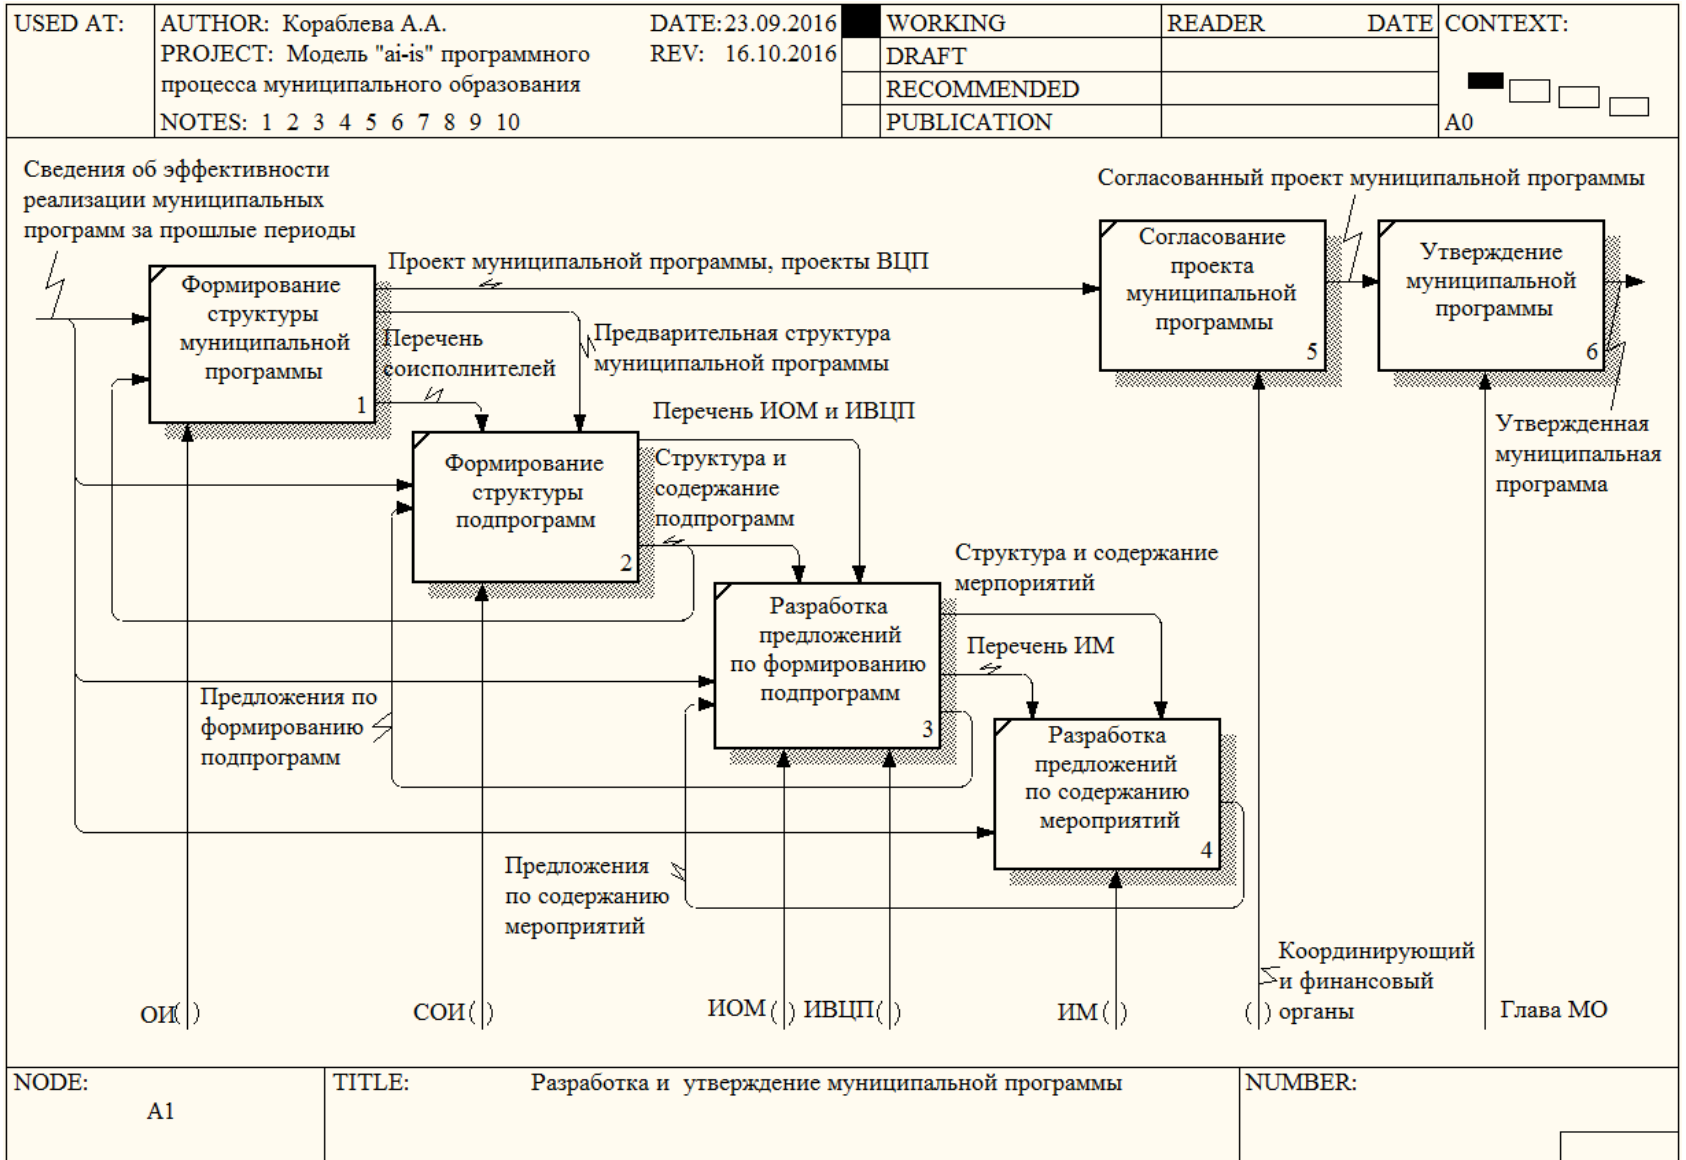 USED AT:
AUTHOR: Кораблева А.А.
DATE: 23.09.2016
PROJECT: Модель "ai-is" программного
REV: 16.10.2016
процесса муниципального образования
NOTES: 1 2 3 4 5 6 7 8 9 10
WORKING
DRAFT
RECOMMENDED
PUBLICATION
READER DATE
CONTEXT:
A0
Сведения об эффективности
реализации муниципальных
программ за прошлые периоды
Формирование
структуры
муниципальной
программы
1
Проект муниципальной программы, проекты ВЦП
Перечень
соисполнителей
Предварительная структура
муниципальной программы
Согласованный проект муниципальной программы
Согласование
проекта
муниципальной
программы
5
Утверждение
муниципальной
программы
6
Утвержденная
муниципальная
программа
Перечень ИОМ и ИВЦП
Формирование
структуры
подпрограмм
2
Структура и
содержание
подпрограмм
Разработка
предложений
по формированию
подпрограмм
3
Структура и содержание
мерпориятий
Перечень ИМ
Предложения по
формированию
подпрограмм
Разработка
предложений
по содержанию
мероприятий
4
Предложения
по содержанию
мероприятий
Координирующий
и финансовый
органы
ОИ
СОИ
ИОМ
ИВЦП
ИМ
Глава МО
NODE:
A1
TITLE:
Разработка и утверждение муниципальной программы
NUMBER: